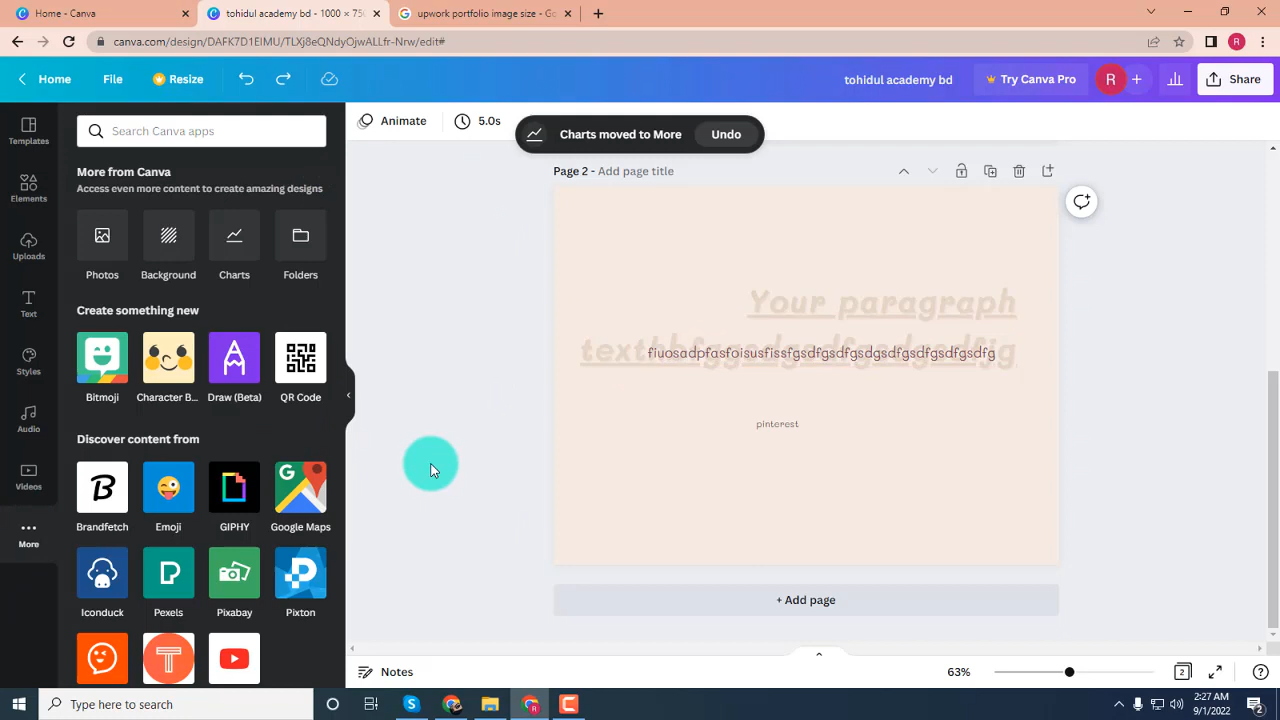 Home - Canva
tohidul academy bd - 1000 × 75
upwork portfolio image size - Go
canva.com/design/DAFK7D1EIMU/TLXj8eQNdyOjwALLfr-Nrw/edit#
Home File Resize
tohidul academy bd
Try Canva Pro
R
Share
Templates
Elements
Uploads
Text
Styles
Audio
Videos
More
Search Canva apps
More from Canva
Access even more content to create amazing designs
Photos Background Charts Folders
Create something new
Bitmoji Character B... Draw (Beta) QR Code
Discover content from
Brandfetch Emoji GIPHY Google Maps
Iconduck Pexels Pixabay Pixton
Animate 5.0s
Charts moved to More Undo
Page 2 - Add page title
Your paragraph
fiuosadpfasfoisusfissfgsdfgsdfgsdgsdfgsdfgsdfgsdfg
pinterest
+ Add page
Notes
63%
2
Type here to search
2:27 AM
9/1/2022
2